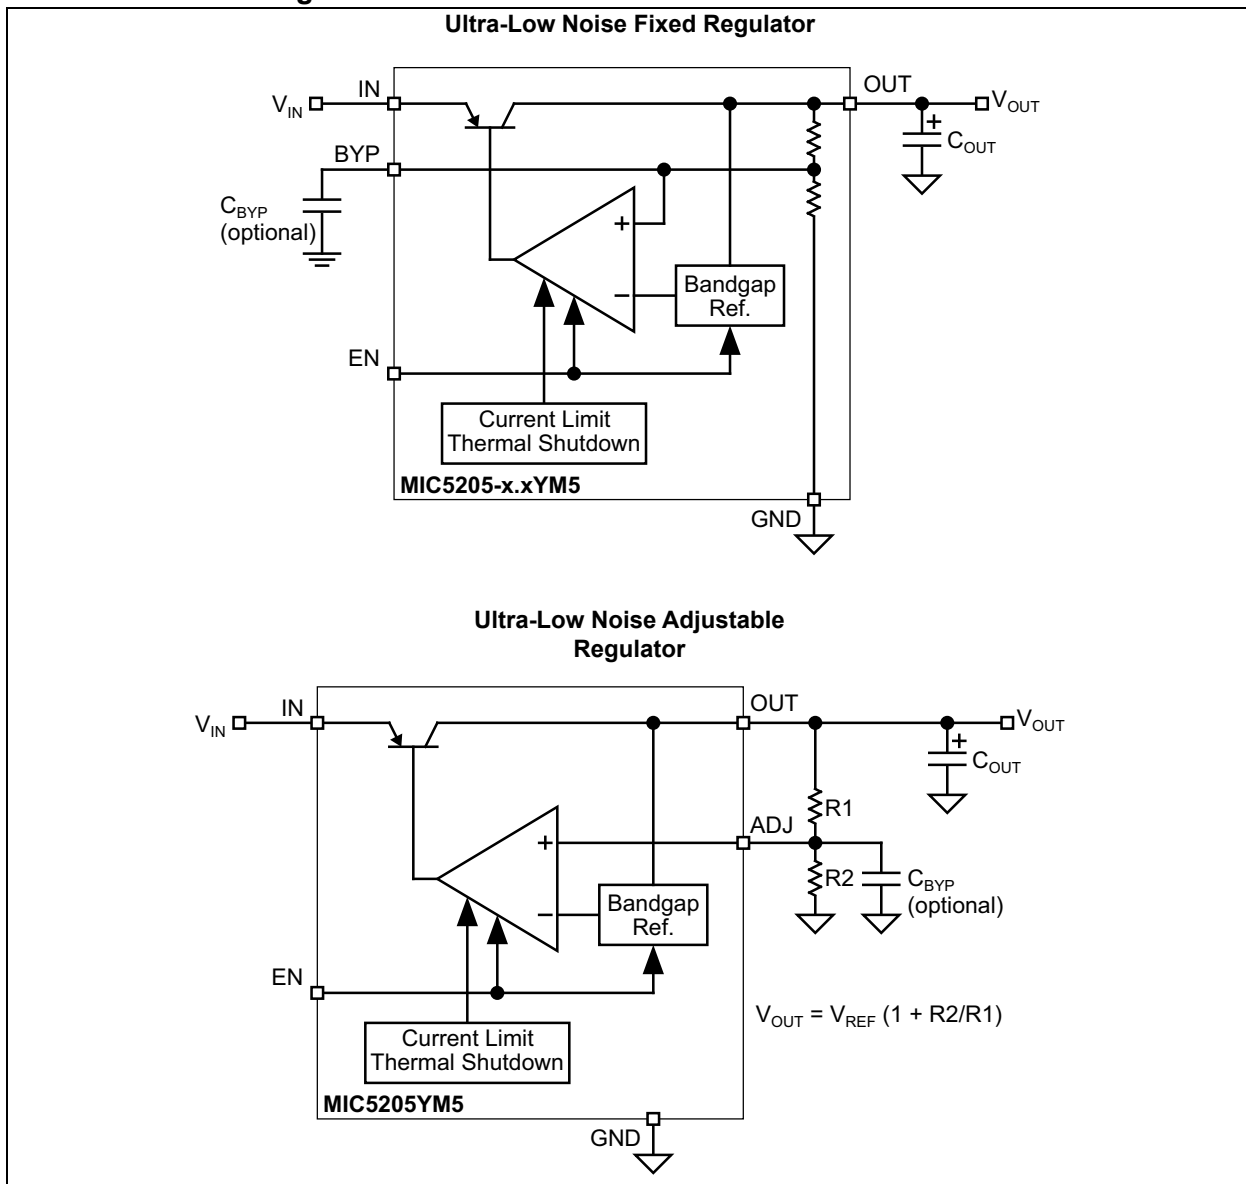 Ultra-Low Noise Fixed Regulator
IN
OUT
VIN
VOUT
+
COUT
BYP
CBYP
(optional)
+
–
Bandgap
Ref.
EN
Current Limit
Thermal Shutdown
MIC5205-x.xYM5
GND
Ultra-Low Noise Adjustable
Regulator
IN
OUT
VIN
VOUT
+
COUT
R1
ADJ
+
R2
CBYP
(optional)
–
Bandgap
Ref.
EN
VOUT = VREF (1 + R2/R1)
Current Limit
Thermal Shutdown
MIC5205YM5
GND